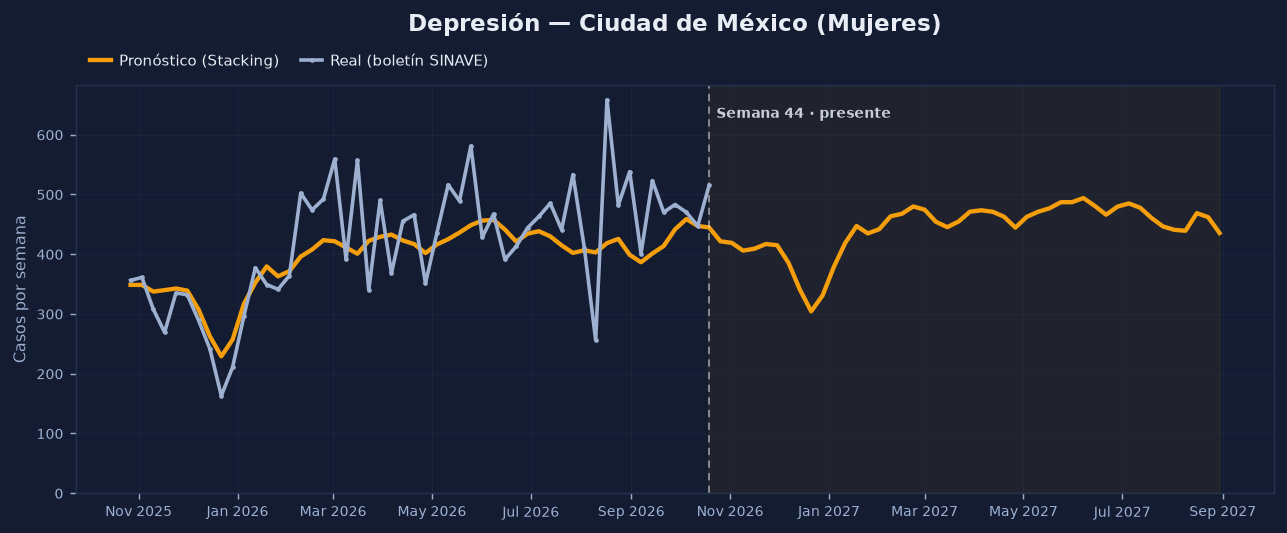 Depresión — Ciudad de México (Mujeres)
Pronóstico (Stacking)
Real (boletín SINAVE)
Semana 44 · presente
Casos por semana
600
500
400
300
200
100
0
Nov 2025
Jan 2026
Mar 2026
May 2026
Jul 2026
Sep 2026
Nov 2026
Jan 2027
Mar 2027
May 2027
Jul 2027
Sep 2027